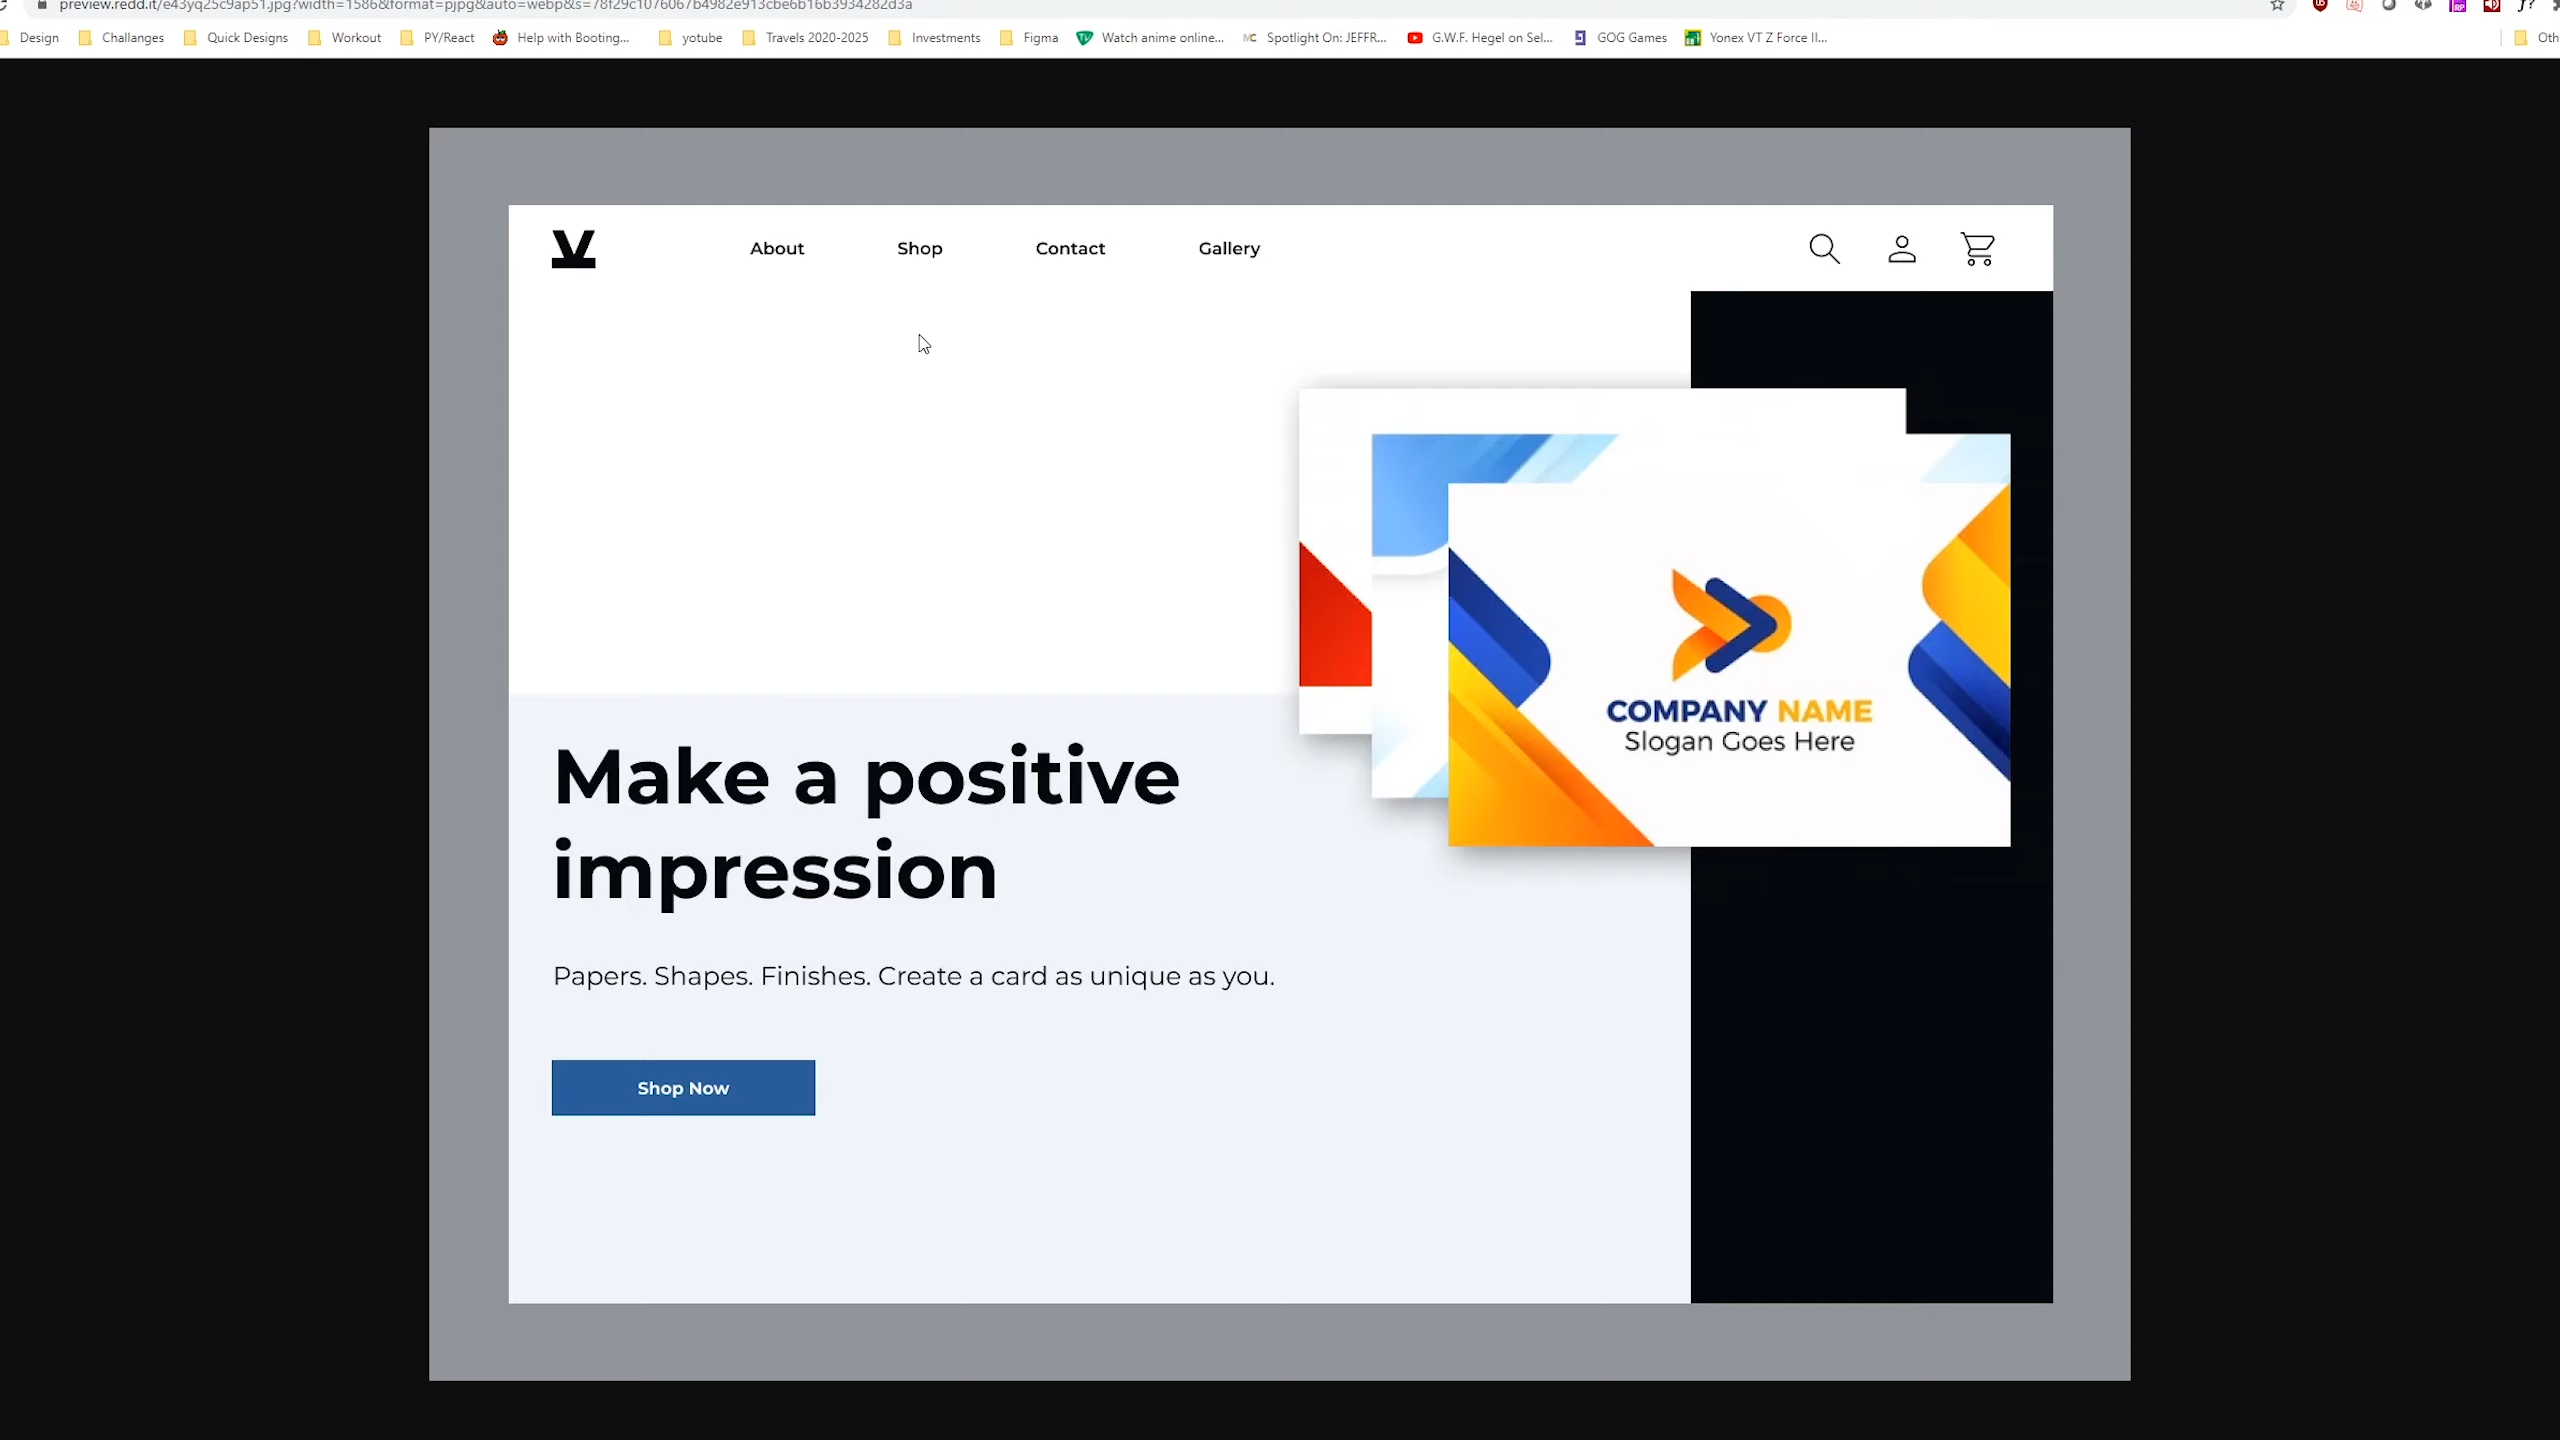 preview.redd.it/e43yq25c9ap51.jpg?width=1586&format=pjpg&auto=webp&s=78f29c1076067b4982e913cbe6b16b3934282d3a
Design Challanges Quick Designs Workout PY/React Help with Booting... yotube Travels 2020-2025 Investments Figma Watch anime online... Spotlight On: JEFFR... G.W.F. Hegel on Sel... GOG Games Yonex VT Z Force II... Oth
V About Shop Contact Gallery
COMPANY NAME
Slogan Goes Here
Make a positive
impression
Papers. Shapes. Finishes. Create a card as unique as you.
Shop Now